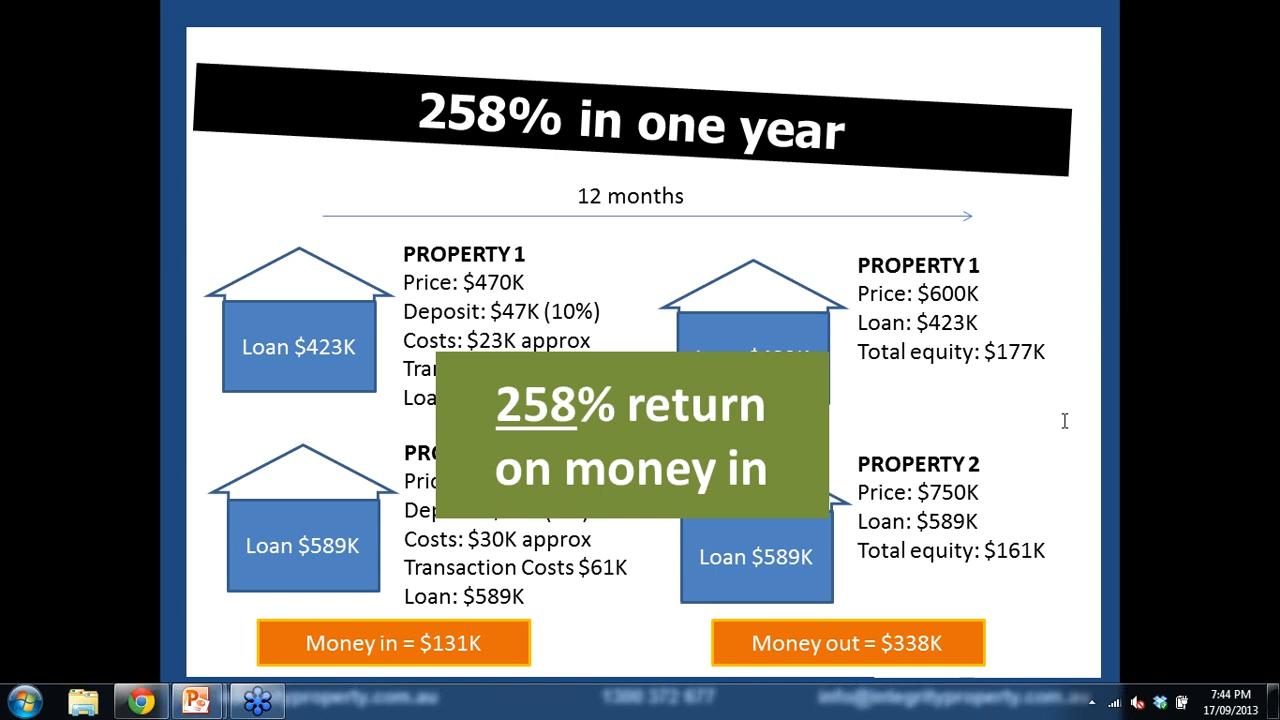 258% in one year
12 months
PROPERTY 1
Price: $470K
Deposit: $47K (10%)
Costs: $23K approx
Loan $423K
PROPERTY 1
Price: $600K
Loan: $423K
Total equity: $177K
258% return
on money in
Costs: $30K approx
Transaction Costs $61K
Loan: $589K
Loan $589K
PROPERTY 2
Price: $750K
Loan: $589K
Total equity: $161K
Loan $589K
Money in = $131K
Money out = $338K
7:44 PM
17/09/2013